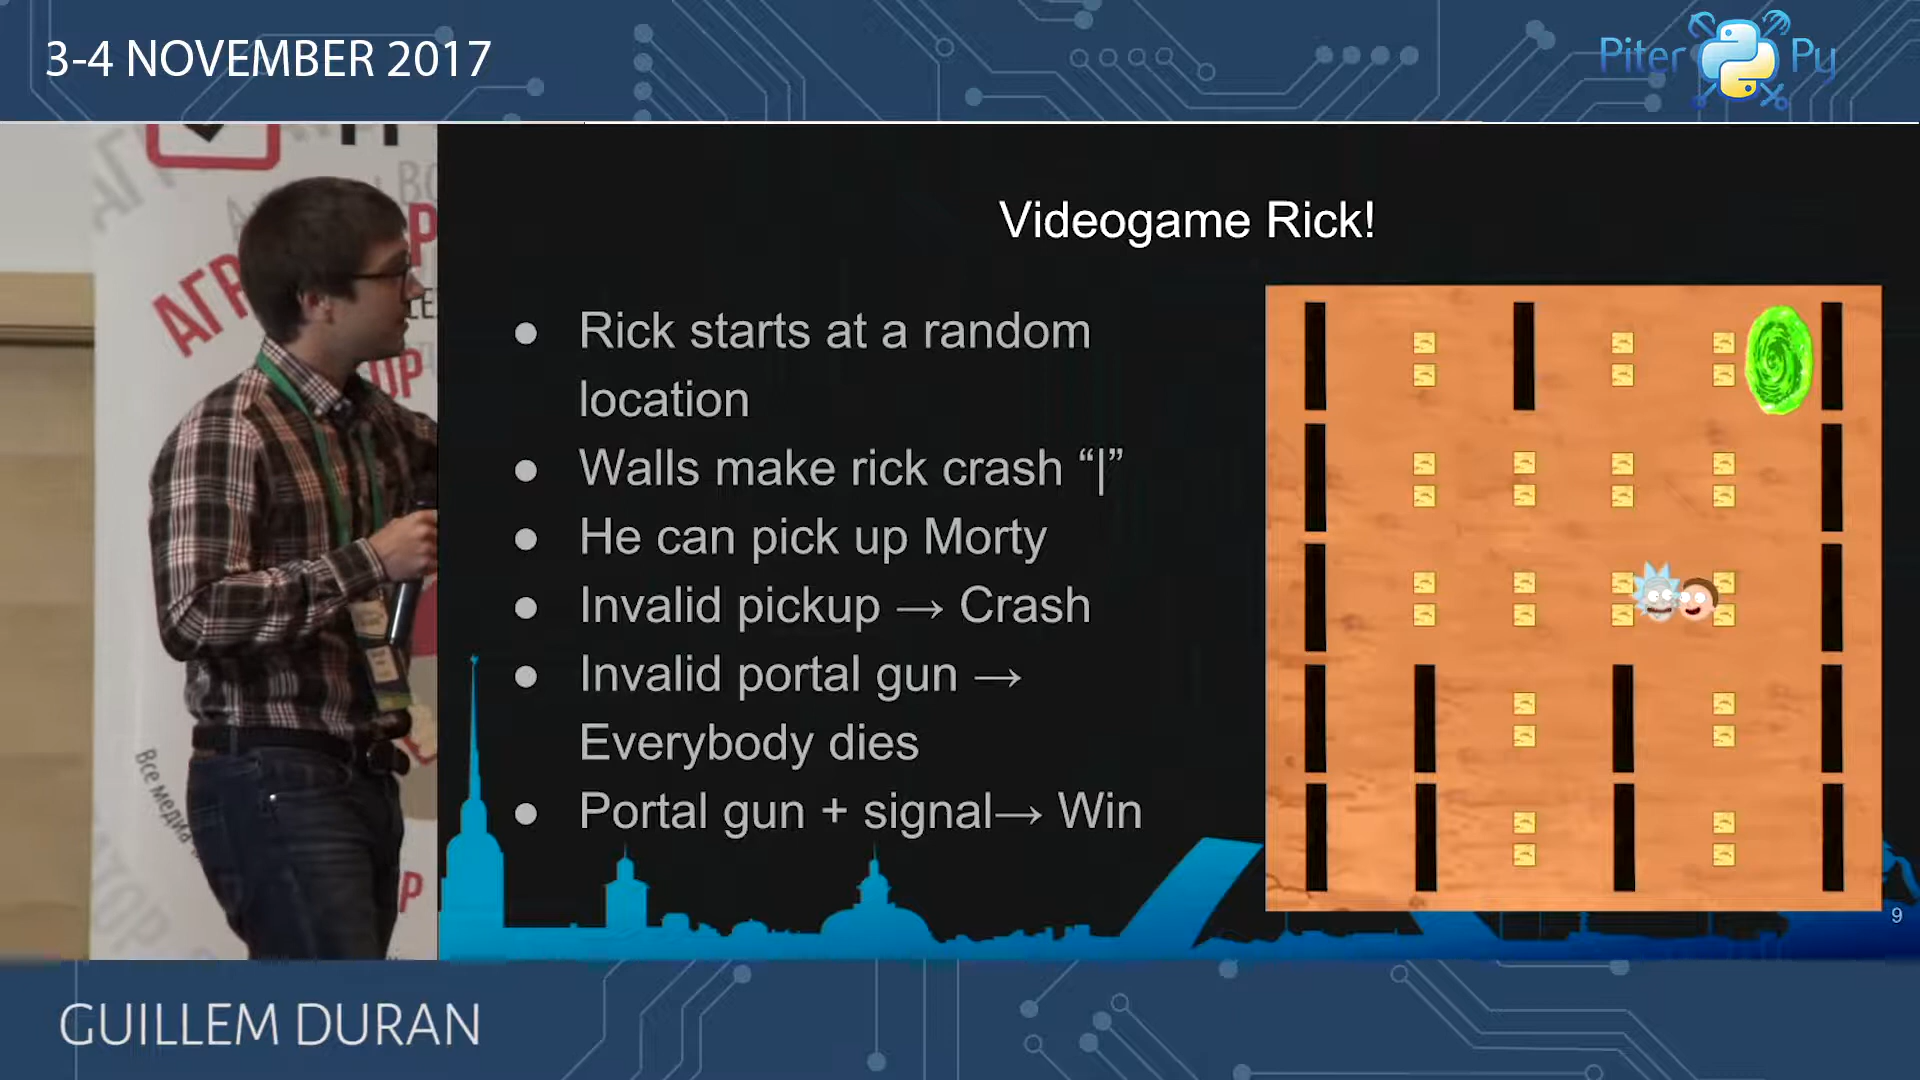 3-4 NOVEMBER 2017
Piter Py
Videogame Rick!
● Rick starts at a random
location
● Walls make rick crash “|”
● He can pick up Morty
● Invalid pickup → Crash
● Invalid portal gun →
Everybody dies
● Portal gun + signal→ Win
9
GUILLEM DURAN